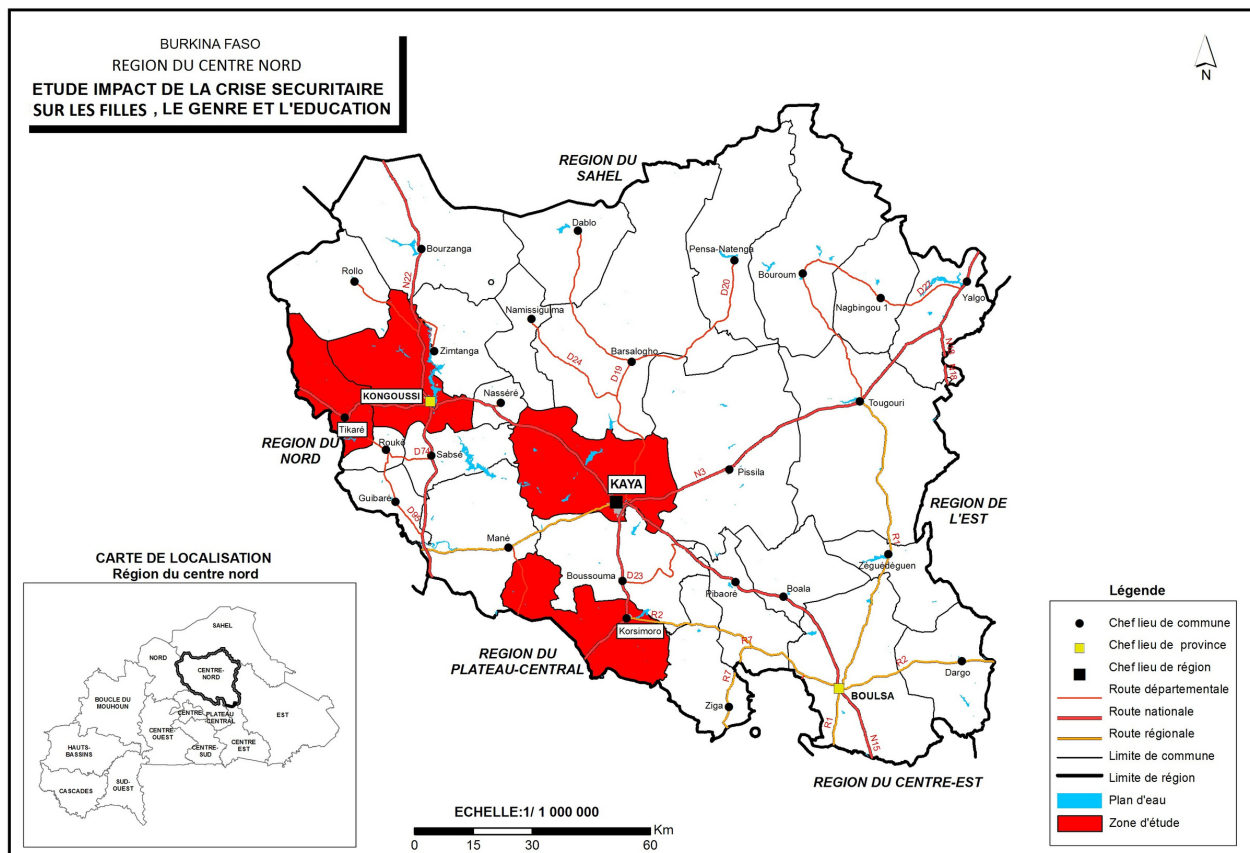 BURKINA FASO
REGION DU CENTRE NORD
ETUDE IMPACT DE LA CRISE SECURITAIRE
SUR LES FILLES , LE GENRE ET L'EDUCATION
N
REGION DU
SAHEL
Dablo
Bourzanga
Pensa-Natenga
Bouroum
Rollo
N22
D20
Nagbingou 1
D27
Yalgo
Namissiguima
Zimtanga
Barsalogho
D24
D19
N18
KONGOUSSI
Nasséré
Tougouri
Tikaré
REGION DU
NORD
Rouko
D74
Sabsé
Pissila
N3
KAYA
Guibaré
D95
REGION DE
L'EST
R1
Mané
Zéguédéguen
Boussouma
D23
Pibaoré
Boala
Korsimoro
R2
REGION DU
PLATEAU-CENTRAL
R7
R2
Dargo
R7
BOULSA
Ziga
R1
N15
REGION DU CENTRE-EST
CARTE DE LOCALISATION
Région du centre nord
SAHEL
NORD
CENTRE-
NORD
BOUCLE DU
MOUHOUN
EST
CENTRE
PLATEAU
CENTRAL
CENTRE-
OUEST
CENTRE
EST
CENTRE-
SUD
HAUTS-
BASSINS
SUD-
OUEST
CASCADES
ECHELLE:1/ 1 000 000
0 15 30 60 Km
Légende
Chef lieu de commune
Chef lieu de province
Chef lieu de région
Route départementale
Route nationale
Route régionale
Limite de commune
Limite de région
Plan d'eau
Zone d'étude